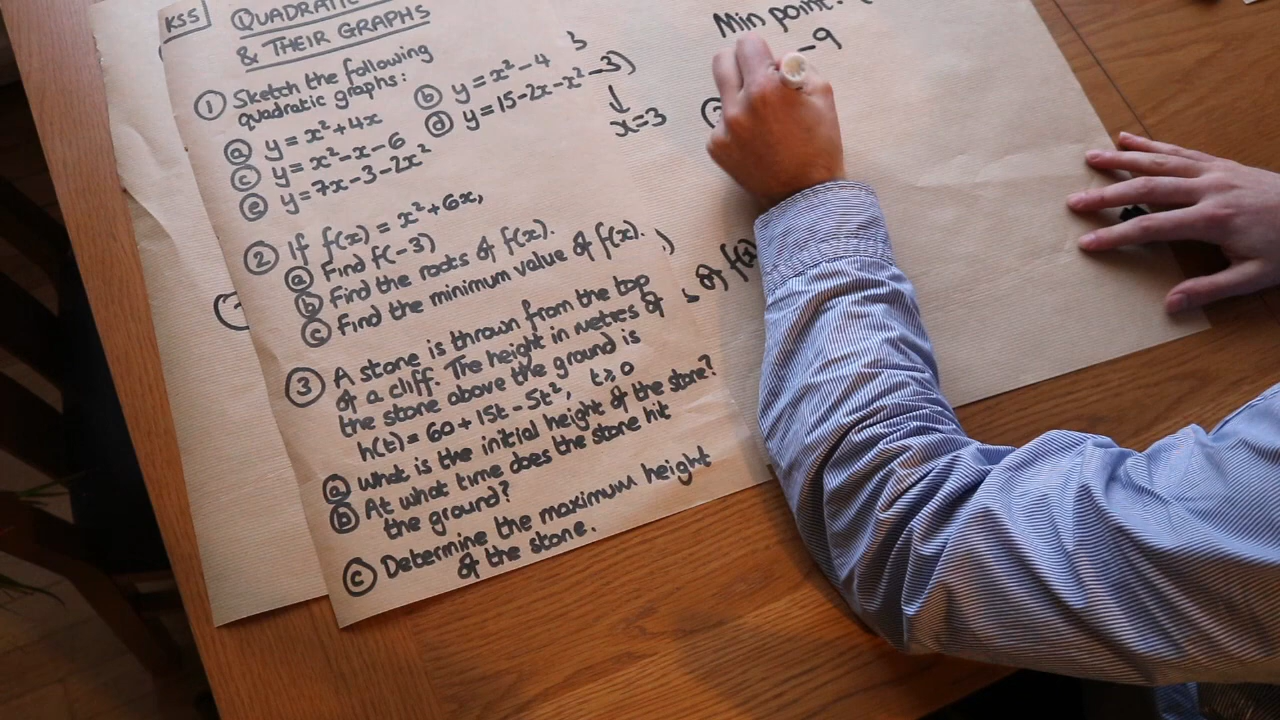 KS5
QUADRATIC
& THEIR GRAPHS
① Sketch the following
quadratic graphs:
ⓐ y = x² + 4x
ⓑ y = x² - 4
ⓒ y = x² - x - 6
ⓓ y = 15 - 2x - x²
ⓔ y = 7x - 3 - 2x²
② If f(x) = x² + 6x,
ⓐ Find f(-3)
ⓑ Find the roots of f(x).
ⓒ Find the minimum value of f(x).
③ A stone is thrown from the top
of a cliff. The height in metres of
the stone above the ground is
h(t) = 60 + 15t - 5t², t ⩾ 0
ⓐ What is the initial height of the stone?
ⓑ At what time does the stone hit
the ground?
ⓒ Determine the maximum height
of the stone.
-3)
x = 3
of f(x)
Min point:
-9